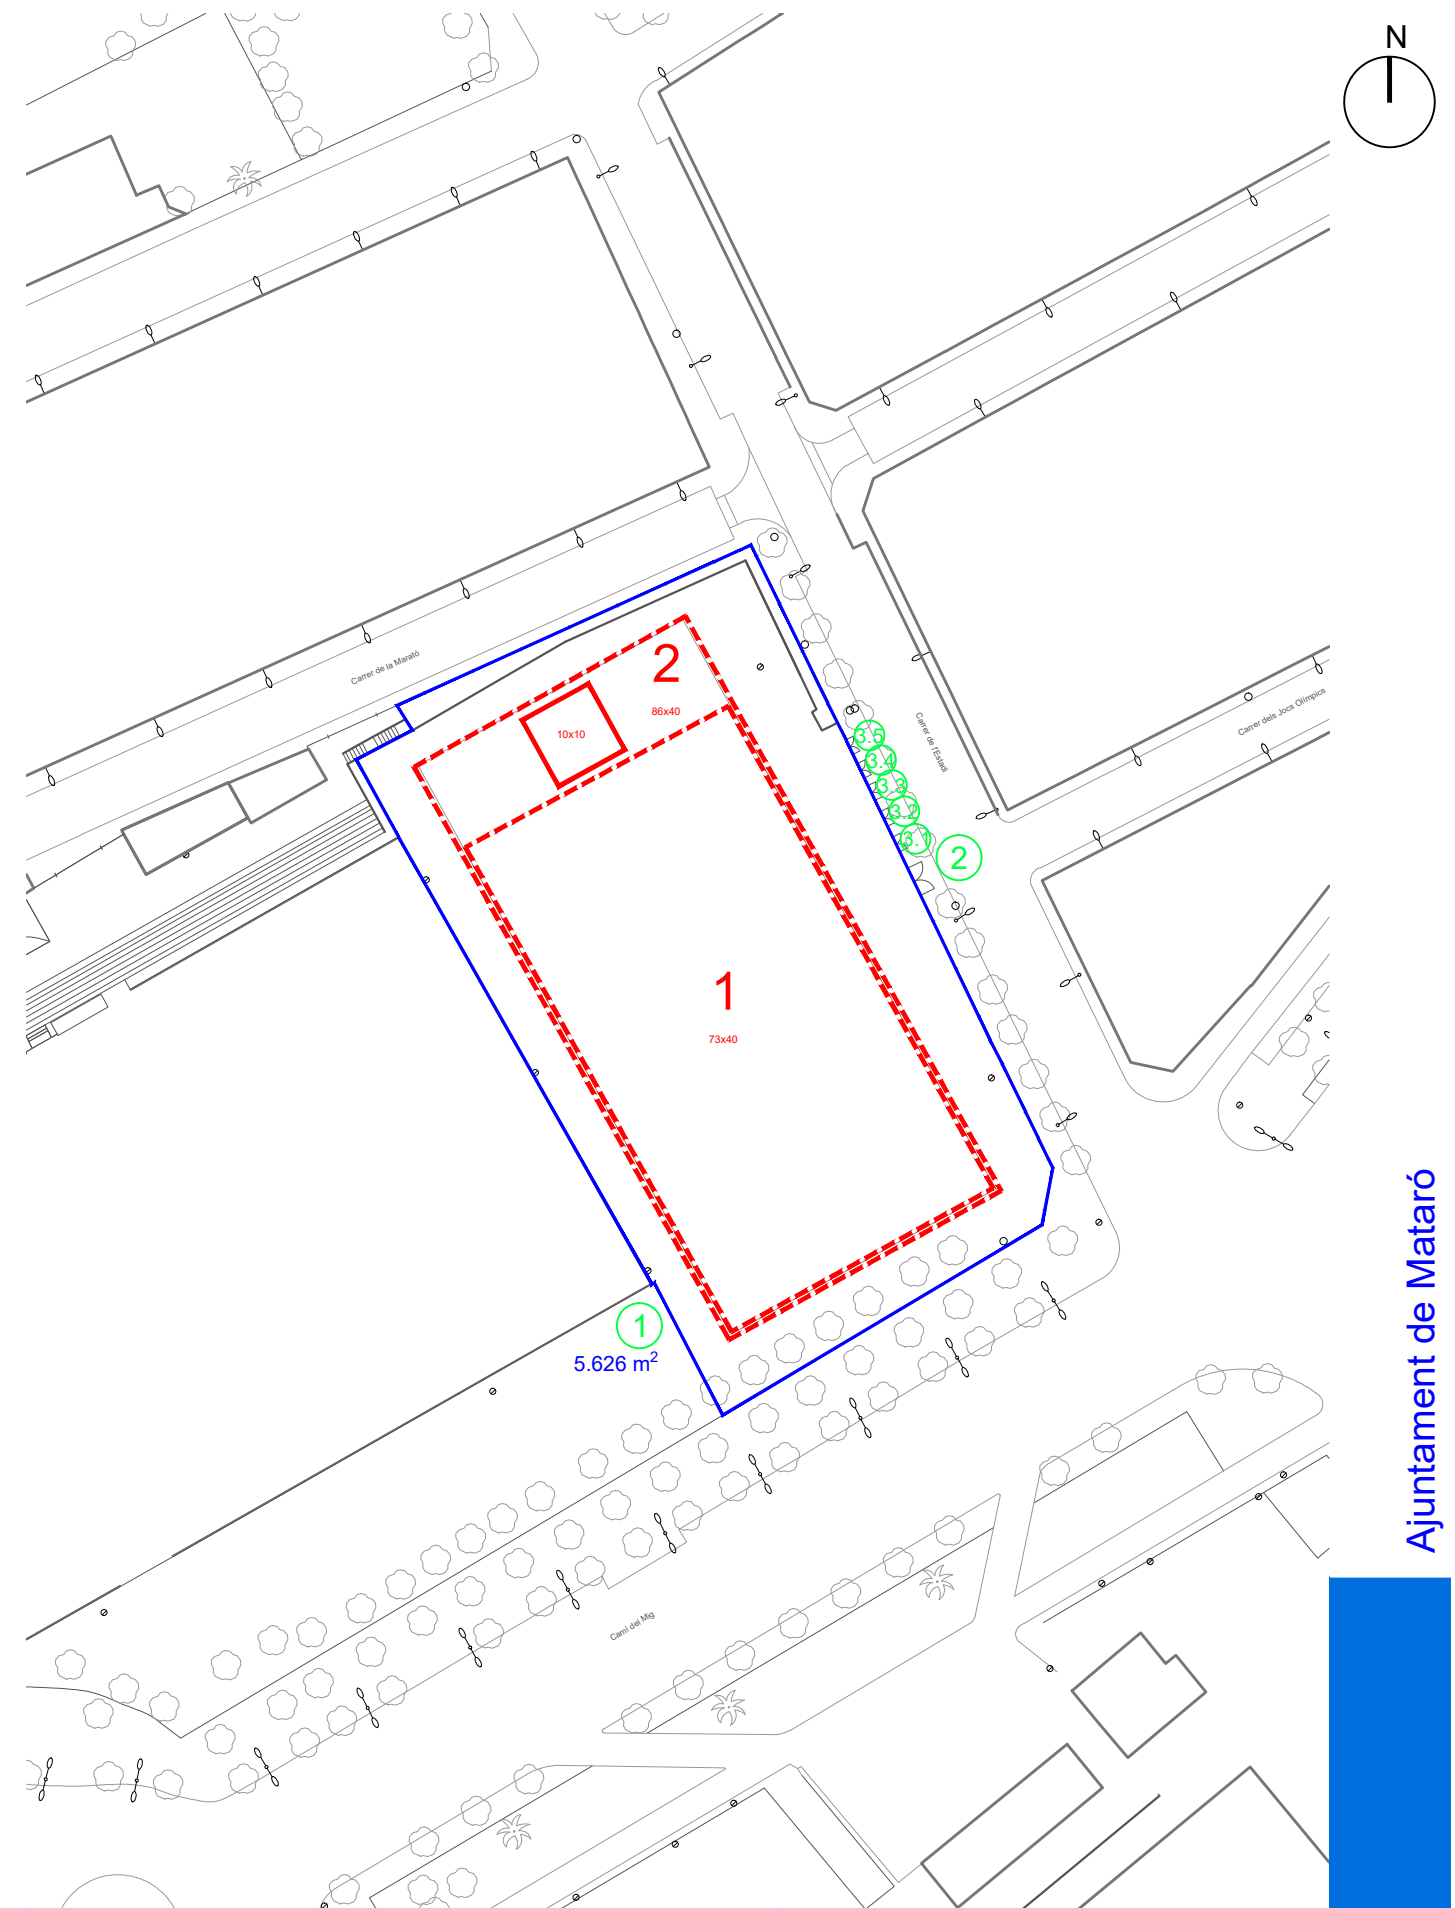 N
Carrer de la Marató
2
86x40
10x10
Carrer de l'Estadi
Carrer dels Jocs Olímpics
3.5
3.4
3.3
3.2
3.1
2
1
73x40
1
5.626 m²
Camí del Mig
Ajuntament de Mataró